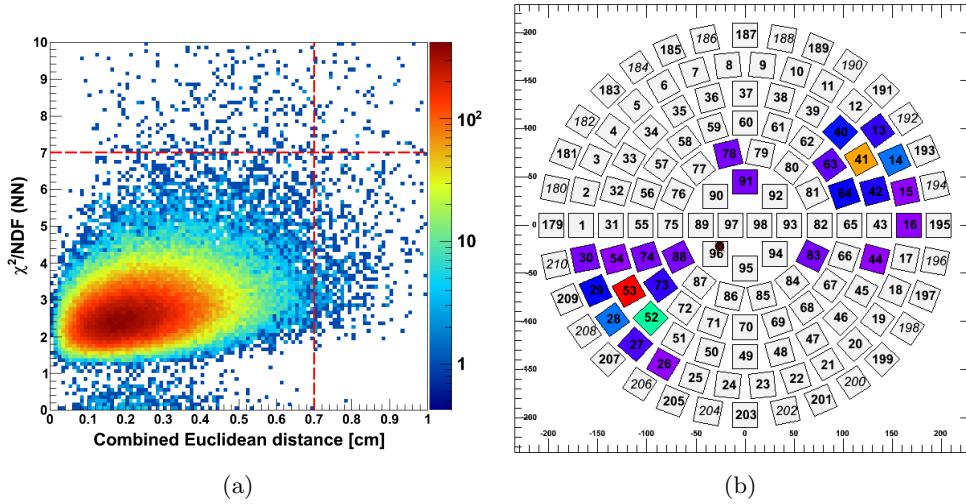 χ²/NDF (NN)
10
9
8
7
6
5
4
3
2
1
0
0 0.1 0.2 0.3 0.4 0.5 0.6 0.7 0.8 0.9 1
Combined Euclidean distance [cm]
10²
10
1
(a)
200
150
100
50
0
-50
-100
-150
-200
186 187 188
185 189
184 7 8 9 10 190
183 6 11 191
5 35 36 37 38 39 12 192
182 4 34 59 60 61 62 40 13 193
181 3 33 58 78 79 63 41 14 194
180 2 32 57 77 91 80 64 42 15
56 76 90 92 81
179 1 31 55 75 89 97 98 93 82 65 43 16 195
210 30 54 74 88 96 95 94 83 66 44 17 196
209 29 53 73 87 86 85 84 67 45 18 197
208 28 52 72 71 70 69 68 46 19 198
207 27 51 50 49 48 47 20 199
206 26 25 24 23 22 21 200
205 204 203 202 201
-200 -150 -100 -50 0 50 100 150 200
(b)